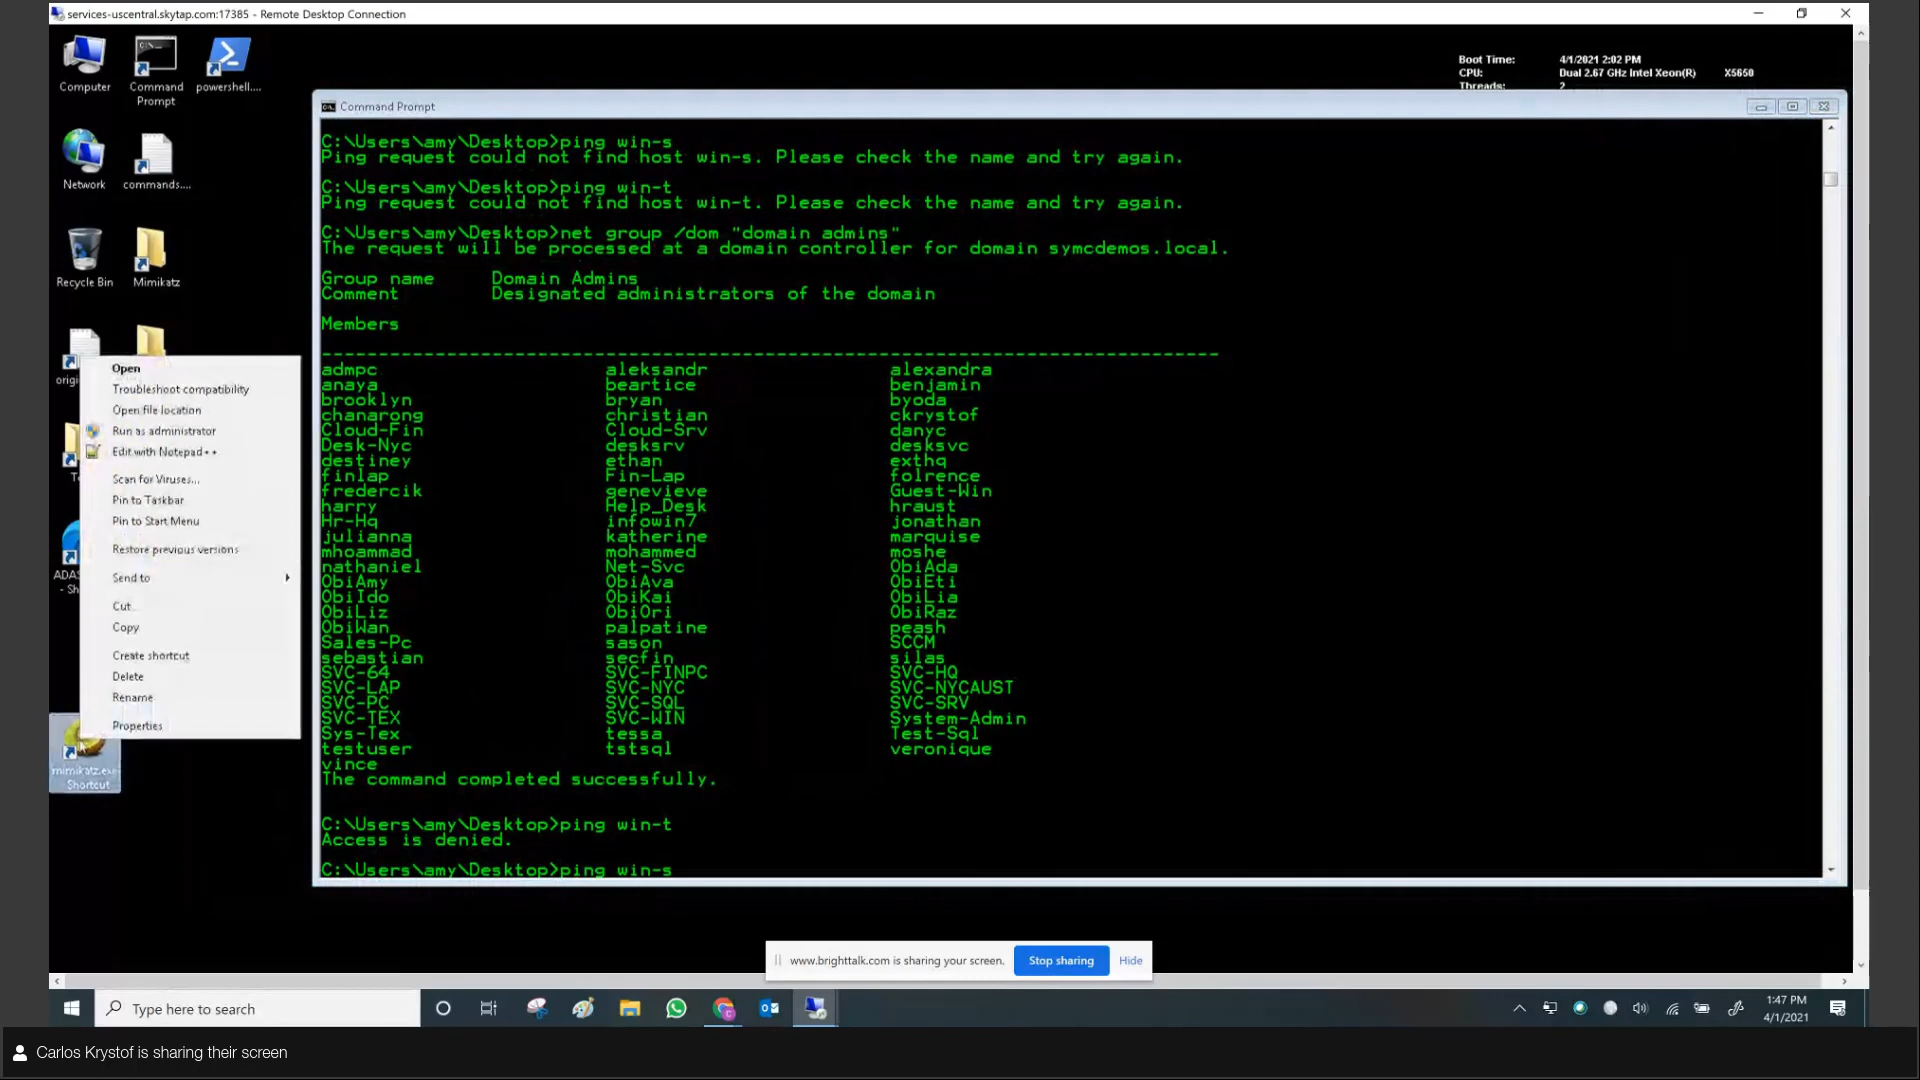 services-uscentral.skytap.com:17385 - Remote Desktop Connection
Computer
Command
Prompt
powershell....
Network
commands....
Recycle Bin
Mimikatz
mimikatz.exe
Shortcut
Boot Time: 4/1/2021 2:02 PM
CPU: Dual 2.67 GHz Intel Xeon(R) X5650
Threads: 2
Open
Troubleshoot compatibility
Open file location
Run as administrator
Edit with Notepad++
Scan for Viruses...
Pin to Taskbar
Pin to Start Menu
Restore previous versions
Send to
Cut
Copy
Create shortcut
Delete
Rename
Properties
Command Prompt
C:\Users\amy\Desktop>ping win-s
Ping request could not find host win-s. Please check the name and try again.
C:\Users\amy\Desktop>ping win-t
Ping request could not find host win-t. Please check the name and try again.
C:\Users\amy\Desktop>net group /dom "domain admins"
The request will be processed at a domain controller for domain symcdemos.local.
Group name Domain Admins
Comment Designated administrators of the domain
Members
-------------------------------------------------------------------------------
admpc aleksandr alexandra
anaya beartice benjamin
brooklyn bryan byoda
chanarong christian ckrystof
Cloud-Fin Cloud-Srv danyc
Desk-Nyc desksrv desksvc
destiney ethan exthq
finlap Fin-Lap folrence
fredercik genevieve Guest-Win
harry Help_Desk hraust
Hr-Hq infowin7 jonathan
julianna katherine marquise
mhoammad mohammed moshe
nathaniel Net-Svc ObiAda
ObiAmy ObiAva ObiEti
ObiIdo ObiKai ObiLia
ObiLiz ObiOri ObiRaz
ObiWan palpatine peash
Sales-Pc sason SCCM
sebastian secfin silas
SVC-64 SVC-FINPC SVC-HQ
SVC-LAP SVC-NYC SVC-NYCAUST
SVC-PC SVC-SQL SVC-SRV
SVC-TEX SVC-WIN System-Admin
Sys-Tex tessa Test-Sql
testuser tstsql veronique
vince
The command completed successfully.
C:\Users\amy\Desktop>ping win-t
Access is denied.
C:\Users\amy\Desktop>ping win-s
www.brighttalk.com is sharing your screen. Stop sharing Hide
Type here to search
1:47 PM
4/1/2021
Carlos Krystof is sharing their screen